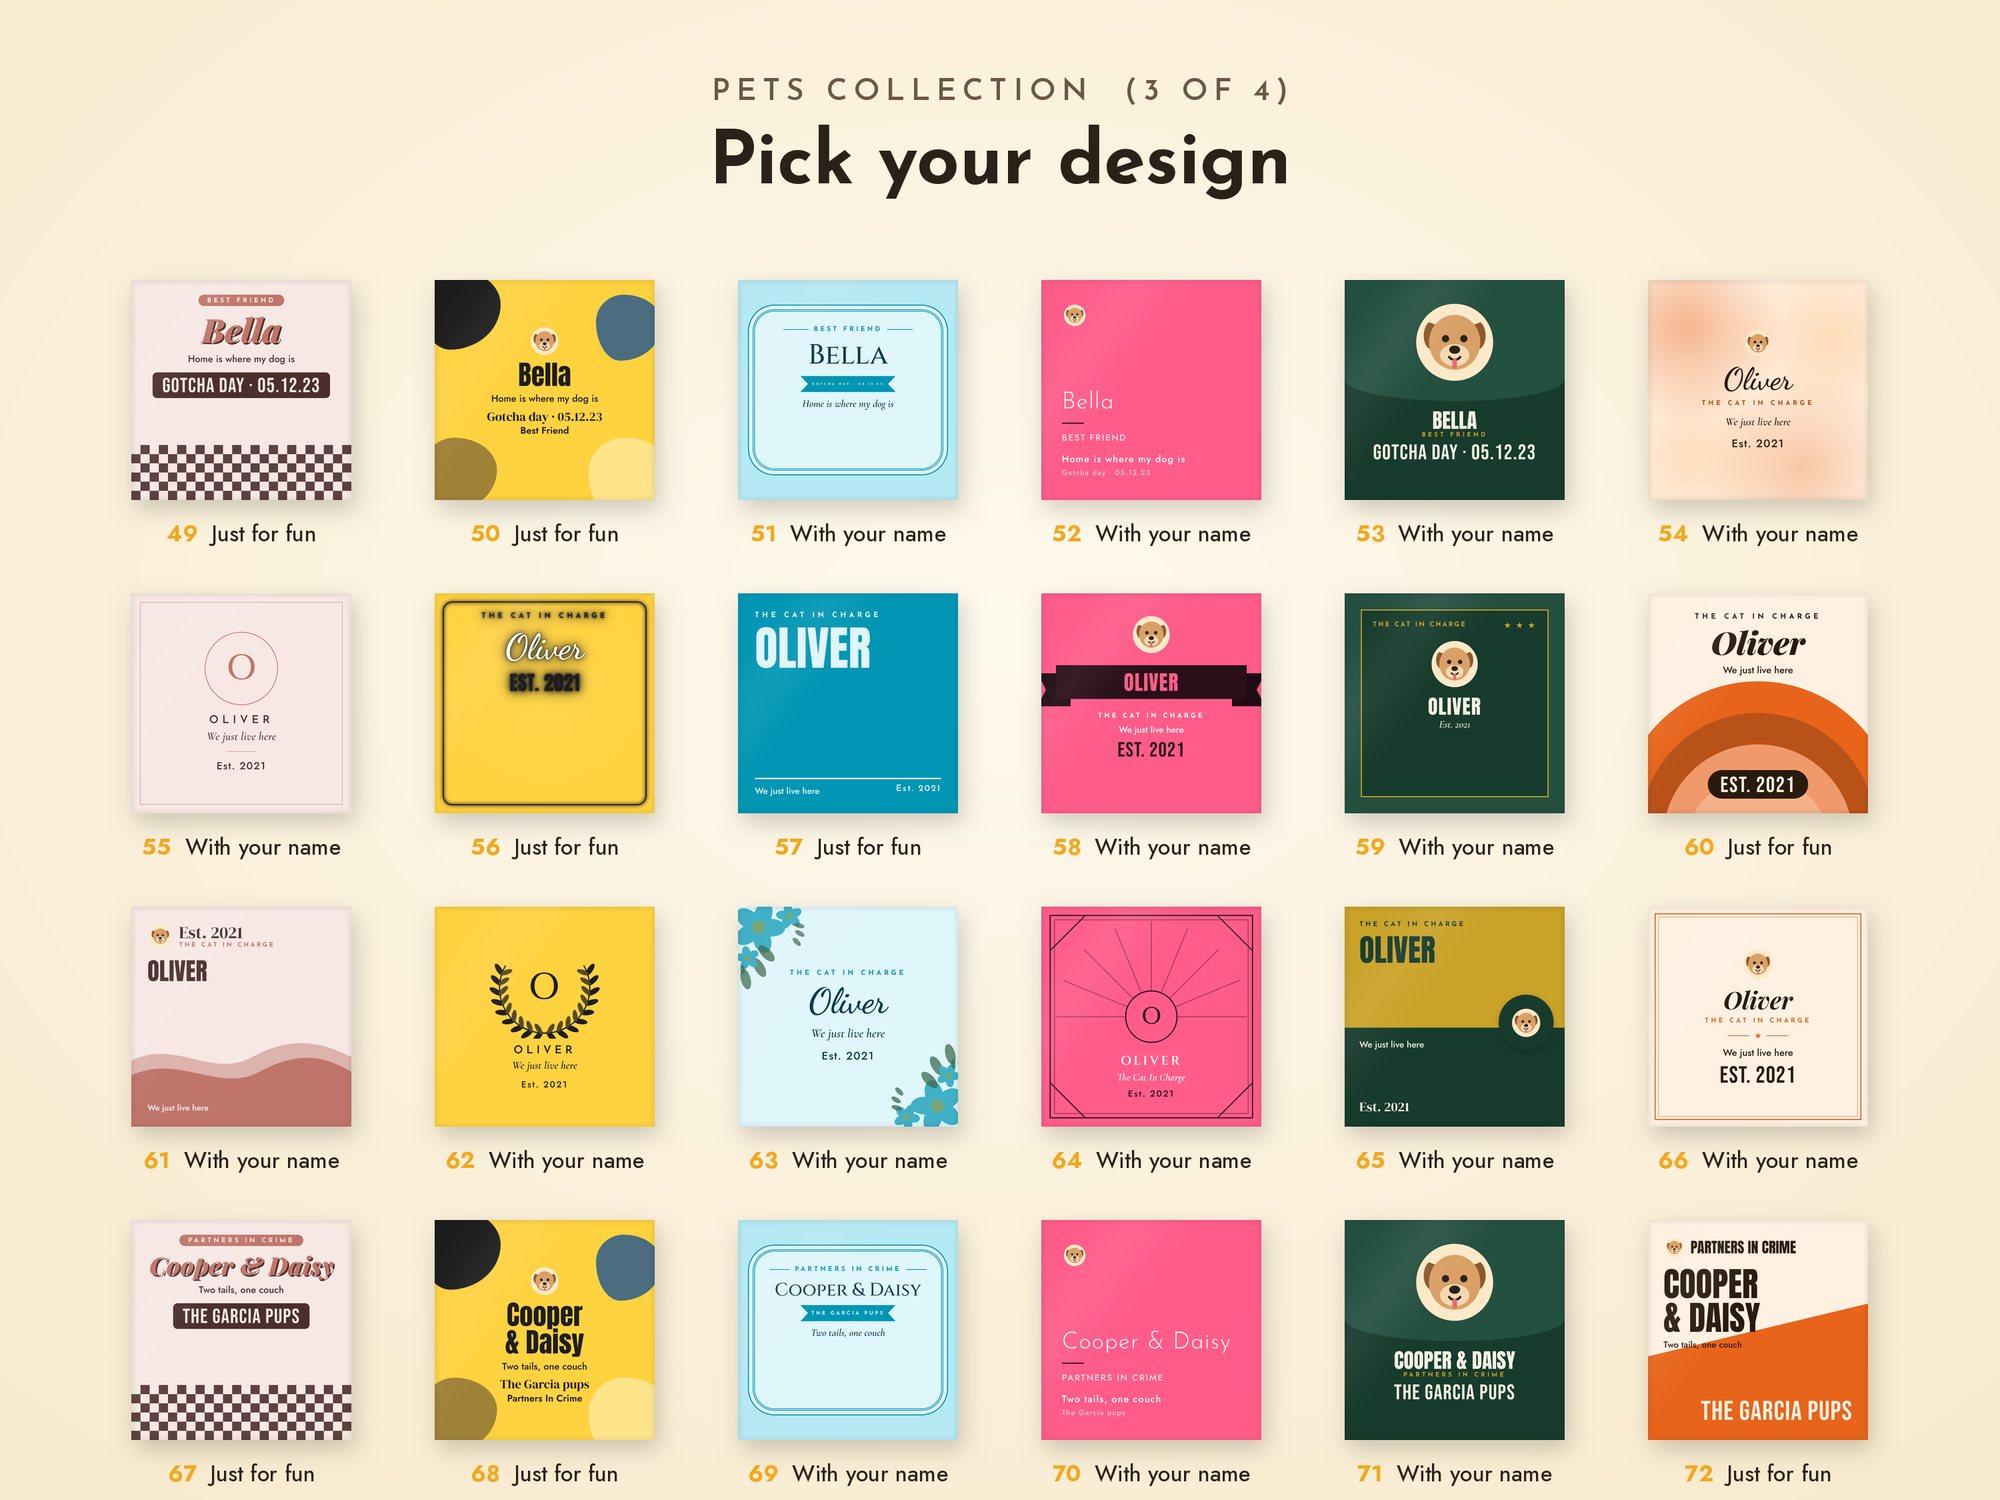 PETS COLLECTION (3 OF 4)
Pick your design
BEST FRIEND
Bella
Home is where my dog is
GOTCHA DAY · 05.12.23
49 Just for fun
Bella
Home is where my dog is
Gotcha day · 05.12.23
Best Friend
50 Just for fun
BEST FRIEND
BELLA
GOTCHA DAY · 05.12.23
Home is where my dog is
51 With your name
Bella
BEST FRIEND
Home is where my dog is
Gotcha day · 05.12.23
52 With your name
BELLA
BEST FRIEND
GOTCHA DAY · 05.12.23
53 With your name
Oliver
THE CAT IN CHARGE
We just live here
Est. 2021
54 With your name
O
OLIVER
We just live here
Est. 2021
55 With your name
THE CAT IN CHARGE
Oliver
EST. 2021
56 Just for fun
THE CAT IN CHARGE
OLIVER
We just live here
Est. 2021
57 Just for fun
OLIVER
THE CAT IN CHARGE
We just live here
EST. 2021
58 With your name
THE CAT IN CHARGE
OLIVER
Est. 2021
59 With your name
THE CAT IN CHARGE
Oliver
We just live here
EST. 2021
60 Just for fun
Est. 2021
THE CAT IN CHARGE
OLIVER
We just live here
61 With your name
O
OLIVER
We just live here
Est. 2021
62 With your name
THE CAT IN CHARGE
Oliver
We just live here
Est. 2021
63 With your name
O
OLIVER
The Cat In Charge
Est. 2021
64 With your name
THE CAT IN CHARGE
OLIVER
We just live here
Est. 2021
65 With your name
Oliver
THE CAT IN CHARGE
We just live here
EST. 2021
66 With your name
PARTNERS IN CRIME
Cooper & Daisy
Two tails, one couch
THE GARCIA PUPS
67 Just for fun
Cooper
& Daisy
Two tails, one couch
The Garcia pups
Partners In Crime
68 Just for fun
PARTNERS IN CRIME
COOPER & DAISY
THE GARCIA PUPS
Two tails, one couch
69 With your name
Cooper & Daisy
PARTNERS IN CRIME
Two tails, one couch
The Garcia pups
70 With your name
COOPER & DAISY
PARTNERS IN CRIME
THE GARCIA PUPS
71 With your name
PARTNERS IN CRIME
COOPER
& DAISY
Two tails, one couch
THE GARCIA PUPS
72 Just for fun